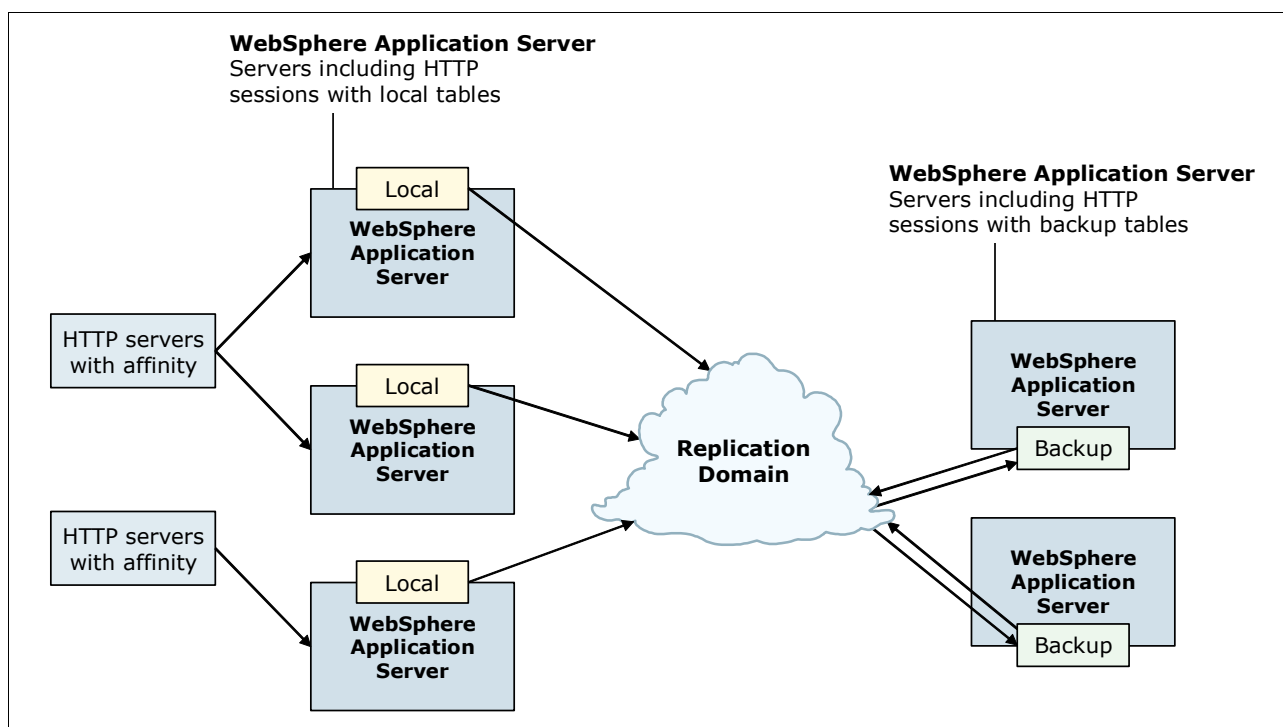 WebSphere Application Server
Servers including HTTP
sessions with local tables
WebSphere Application Server
Servers including HTTP
sessions with backup tables
HTTP servers
with affinity
HTTP servers
with affinity
Local
WebSphere
Application
Server
Local
WebSphere
Application
Server
Local
WebSphere
Application
Server
Replication
Domain
WebSphere
Application
Server
Backup
WebSphere
Application
Server
Backup